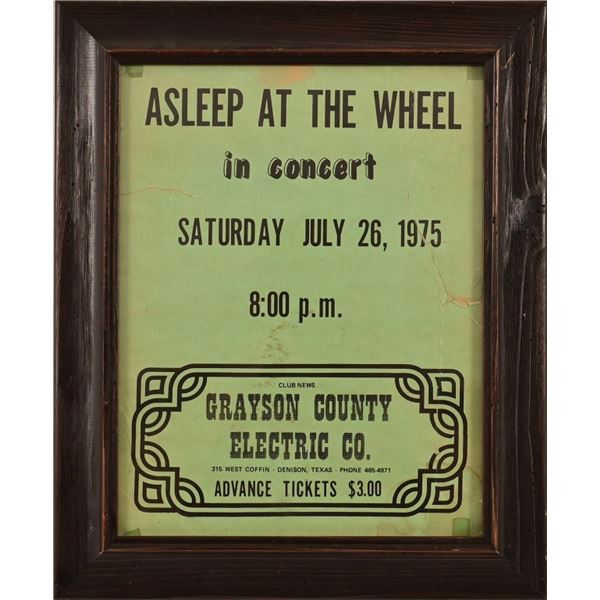 ASLEEP AT THE WHEEL
in concert
SATURDAY JULY 26, 1975
8:00 p.m.
CLUB NEWS
GRAYSON COUNTY
ELECTRIC CO.
315 WEST COFFIN - DENISON, TEXAS - PHONE 465-4971
ADVANCE TICKETS $3.00